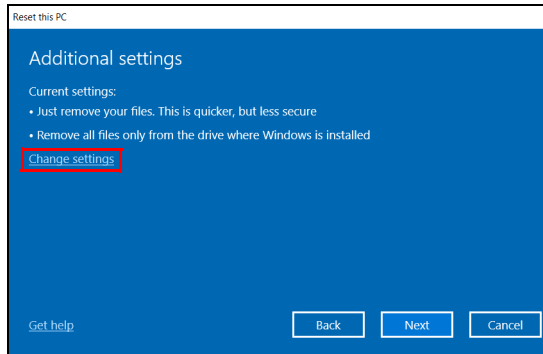 Reset this PC
Additional settings
Current settings:
• Just remove your files. This is quicker, but less secure
• Remove all files only from the drive where Windows is installed
Change settings
Get help
Back
Next
Cancel